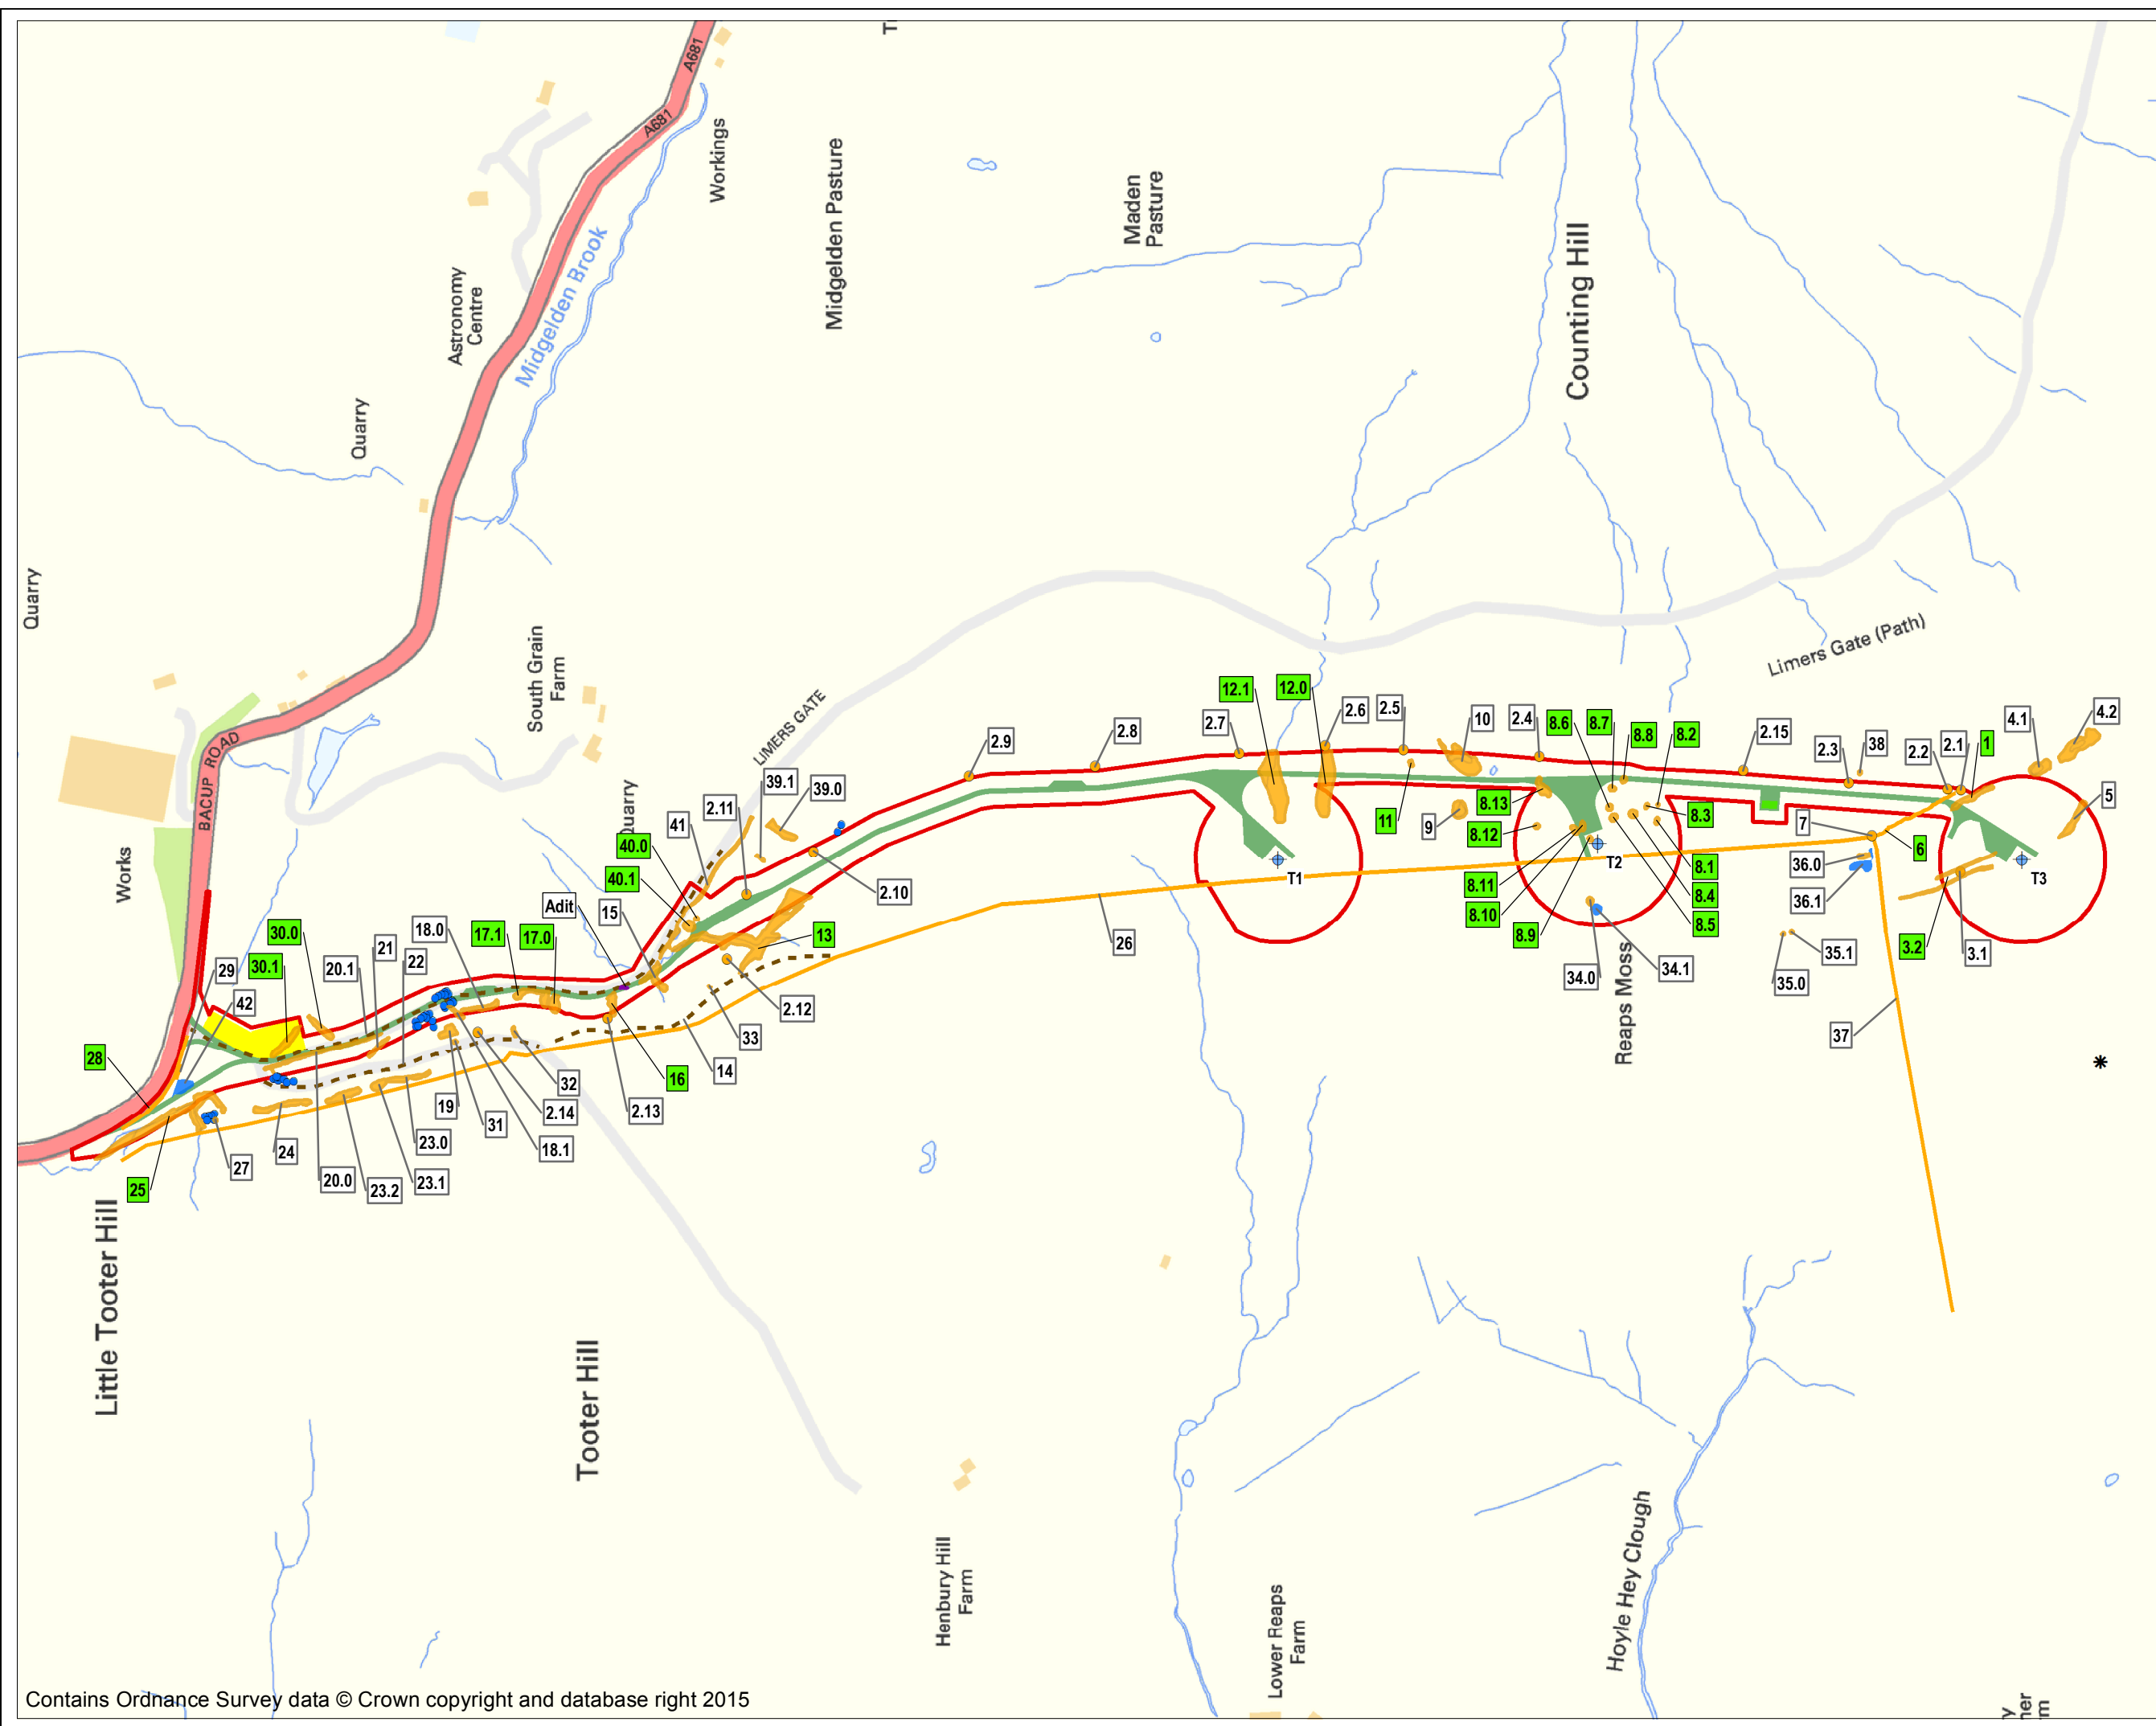 A681
A681
Workings
Midgelden Pasture
Maden
Pasture
Counting Hill
Astronomy
Centre
Midgelden Brook
Quarry
Quarry
South Grain
Farm
LIMERS GATE
Limers Gate (Path)
BACUP ROAD
Works
Quarry
12.1
12.0
2.7
2.6
2.5
10
2.4
8.6
8.7
8.8
8.2
2.15
2.3
38
2.2
2.1
1
4.1
4.2
5
2.9
2.8
39.1
39.0
2.11
41
40.0
40.1
11
9
8.13
8.12
8.3
7
6
36.0
36.1
8.1
8.4
8.5
8.11
8.10
8.9
T1
T2
T3
2.10
Adit
15
13
18.0
17.1
17.0
30.0
30.1
20.1
21
22
29
42
26
34.0
34.1
35.0
35.1
3.2
3.1
37
Reaps Moss
2.12
33
14
16
2.13
32
2.14
18.1
31
19
23.0
23.1
23.2
20.0
24
27
28
25
Little Tooter Hill
Tooter Hill
Henbury Hill
Farm
Lower Reaps
Farm
Hoyle Hey Clough
Contains Ordnance Survey data © Crown copyright and database right 2015